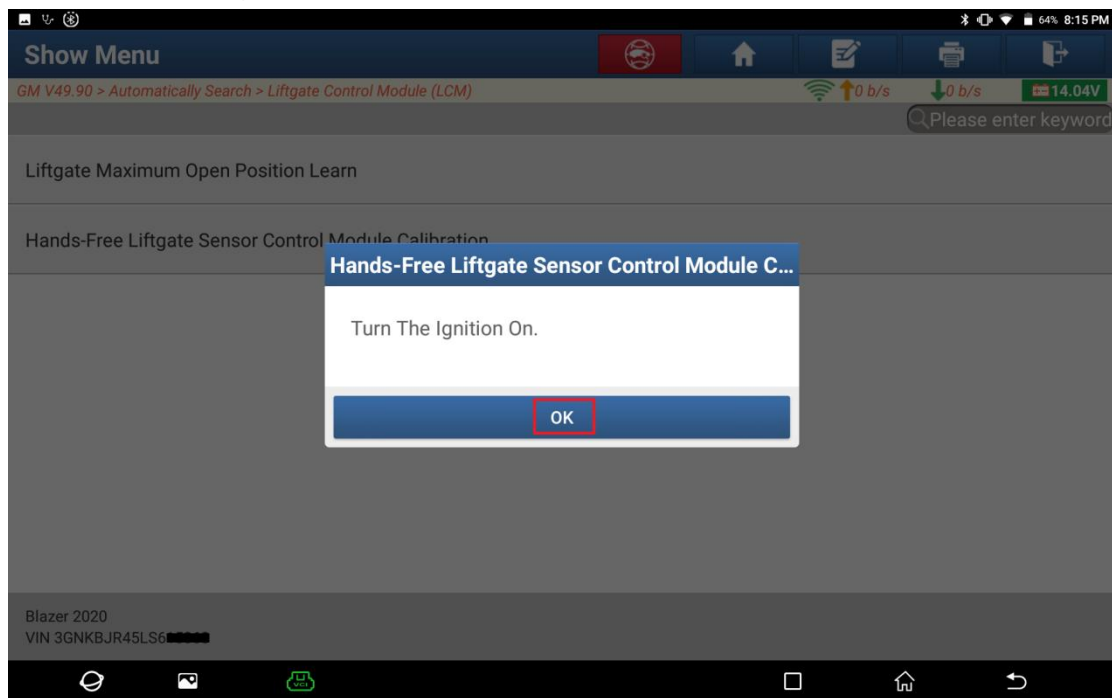 64% 8:15 PM
Show Menu
GM V49.90 > Automatically Search > Liftgate Control Module (LCM)
0 b/s
0 b/s
14.04V
Please enter keyword
Liftgate Maximum Open Position Learn
Hands-Free Liftgate Sensor Control Module Calibration
Hands-Free Liftgate Sensor Control Module C...
Turn The Ignition On.
OK
Blazer 2020
VIN 3GNKBJR45LS6
VCI